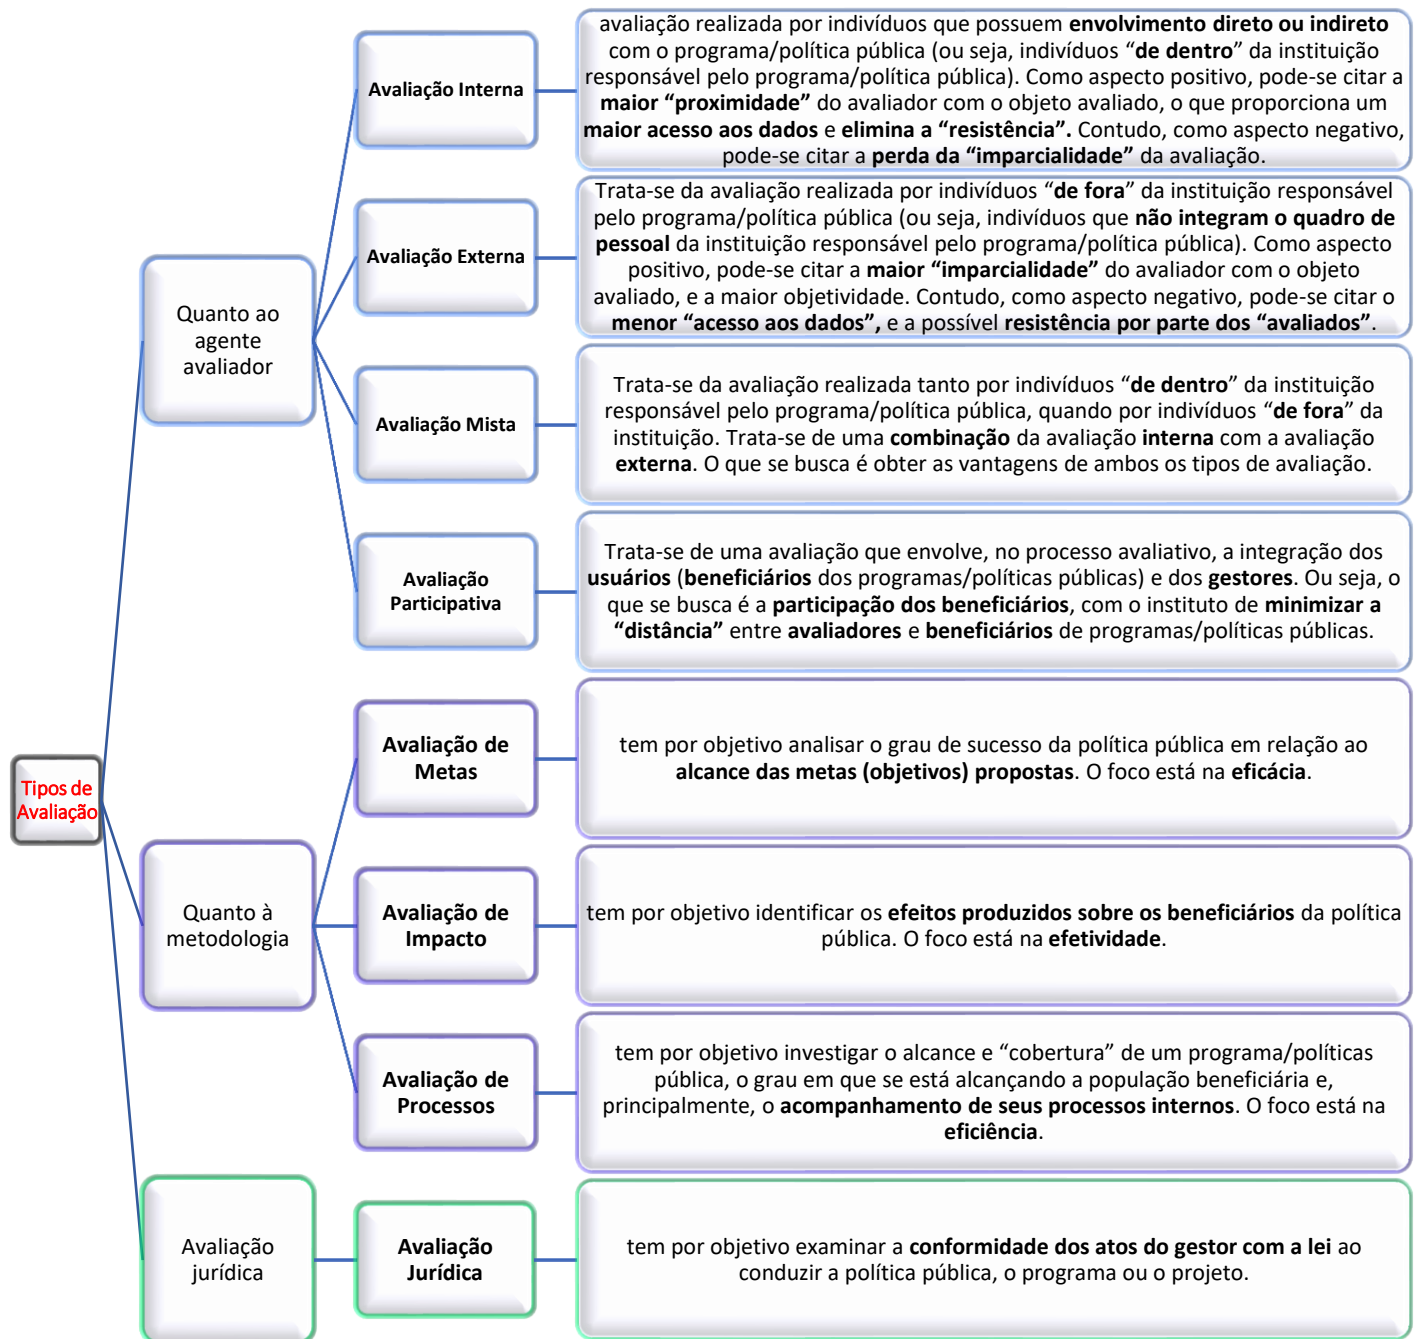 Tipos de
Avaliação
Quanto ao
agente
avaliador
Avaliação Interna
avaliação realizada por indivíduos que possuem envolvimento direto ou indireto
com o programa/política pública (ou seja, indivíduos “de dentro” da instituição
responsável pelo programa/política pública). Como aspecto positivo, pode-se citar a
maior “proximidade” do avaliador com o objeto avaliado, o que proporciona um
maior acesso aos dados e elimina a “resistência”. Contudo, como aspecto negativo,
pode-se citar a perda da “imparcialidade” da avaliação.
Avaliação Externa
Trata-se da avaliação realizada por indivíduos “de fora” da instituição responsável
pelo programa/política pública (ou seja, indivíduos que não integram o quadro de
pessoal da instituição responsável pelo programa/política pública). Como aspecto
positivo, pode-se citar a maior “imparcialidade” do avaliador com o objeto
avaliado, e a maior objetividade. Contudo, como aspecto negativo, pode-se citar o
menor “acesso aos dados”, e a possível resistência por parte dos “avaliados”.
Avaliação Mista
Trata-se da avaliação realizada tanto por indivíduos “de dentro” da instituição
responsável pelo programa/política pública, quando por indivíduos “de fora” da
instituição. Trata-se de uma combinação da avaliação interna com a avaliação
externa. O que se busca é obter as vantagens de ambos os tipos de avaliação.
Avaliação
Participativa
Trata-se de uma avaliação que envolve, no processo avaliativo, a integração dos
usuários (beneficiários dos programas/políticas públicas) e dos gestores. Ou seja, o
que se busca é a participação dos beneficiários, com o instituto de minimizar a
“distância” entre avaliadores e beneficiários de programas/políticas públicas.
Quanto à
metodologia
Avaliação de
Metas
tem por objetivo analisar o grau de sucesso da política pública em relação ao
alcance das metas (objetivos) propostas. O foco está na eficácia.
Avaliação de
Impacto
tem por objetivo identificar os efeitos produzidos sobre os beneficiários da política
pública. O foco está na efetividade.
Avaliação de
Processos
tem por objetivo investigar o alcance e “cobertura” de um programa/políticas
pública, o grau em que se está alcançando a população beneficiária e,
principalmente, o acompanhamento de seus processos internos. O foco está na
eficiência.
Avaliação
jurídica
Avaliação
Jurídica
tem por objetivo examinar a conformidade dos atos do gestor com a lei ao
conduzir a política pública, o programa ou o projeto.